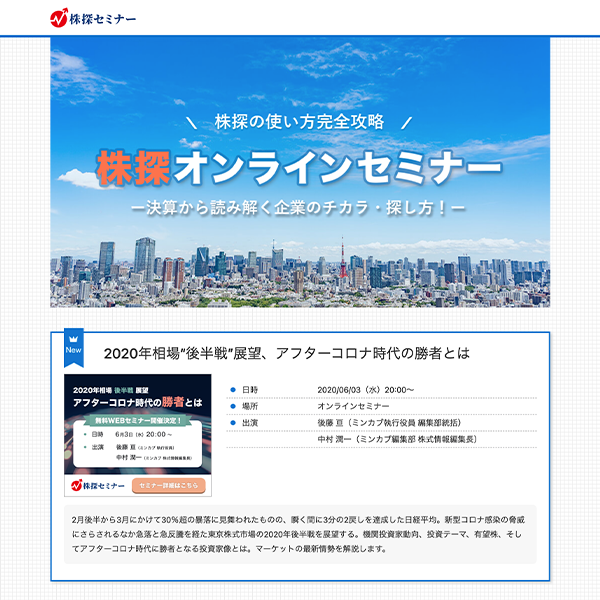 株探セミナー
株探の使い方完全攻略
株探オンラインセミナー
ー決算から読み解く企業のチカラ・探し方！ー
New
2020年相場"後半戦"展望、アフターコロナ時代の勝者とは
2020年相場 後半戦 展望
アフターコロナ時代の勝者とは
無料WEBセミナー開催決定！
日時 6月3日（水）20:00～
出演 後藤 亘（ミンカブ 執行役員）
中村 潤一（ミンカブ 株式情報編集長）
株探セミナー
セミナー詳細はこちら
日時 2020/06/03（水）20:00〜
場所 オンラインセミナー
出演 後藤 亘（ミンカブ執行役員 編集部統括）
中村 潤一（ミンカブ編集部 株式情報編集長）
2月後半から3月にかけて30%超の暴落に見舞われたものの、瞬く間に3分の2戻しを達成した日経平均。新型コロナ感染の脅威
にさらされるなか急落と急反騰を経た東京株式市場の2020年後半戦を展望する。機関投資家動向、投資テーマ、有望株、そし
てアフターコロナ時代に勝者となる投資家像とは。マーケットの最新情勢を解説します。